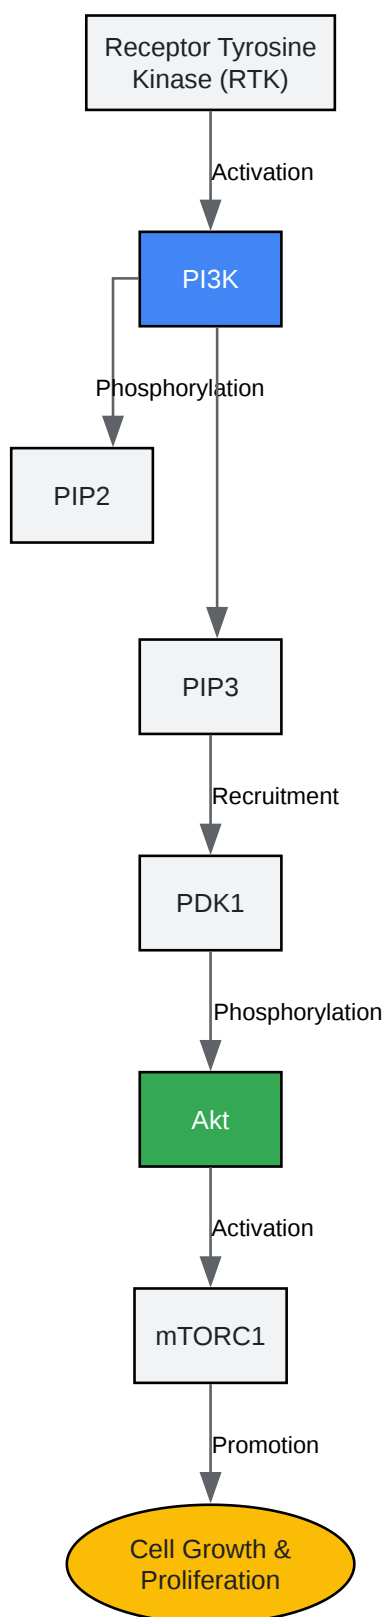 Receptor Tyrosine
Kinase (RTK)
Activation
PI3K
Phosphorylation
PIP2
PIP3
Recruitment
PDK1
Phosphorylation
Akt
Activation
mTORC1
Promotion
Cell Growth &
Proliferation